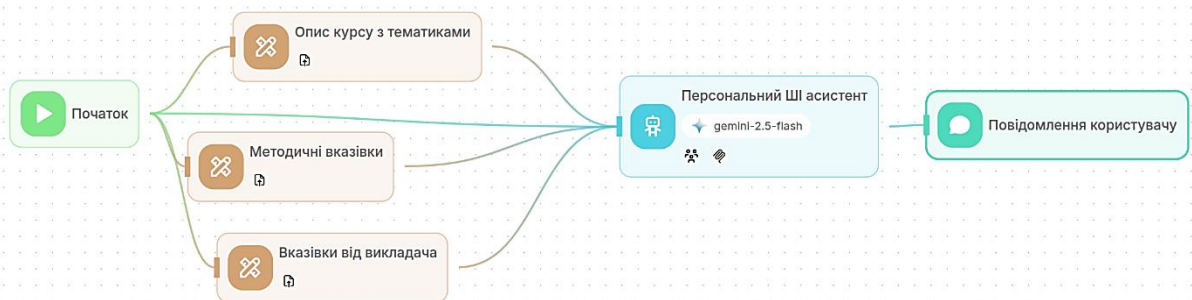 Початок
Опис курсу з тематиками
Методичні вказівки
Вказівки від викладача
Персональний ШІ асистент
gemini-2.5-flash
Повідомлення користувачу